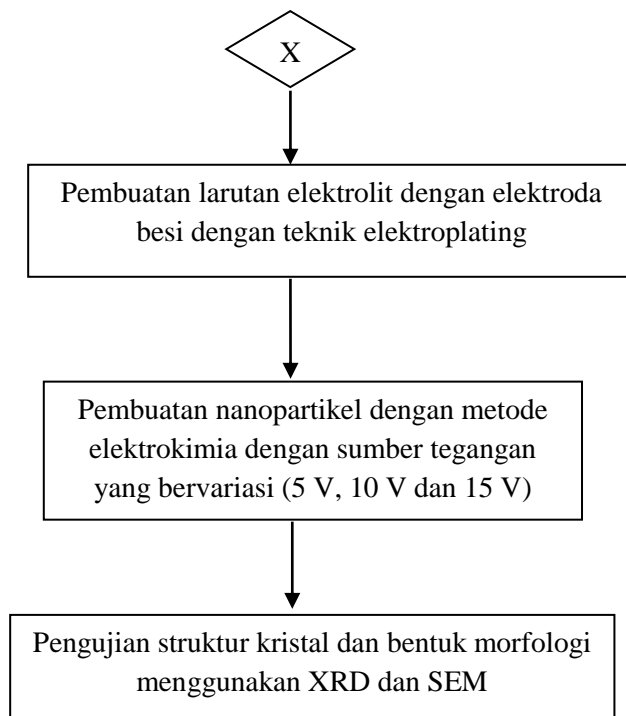 X
Pembuatan larutan elektrolit dengan elektroda
besi dengan teknik elektroplating
Pembuatan nanopartikel dengan metode
elektrokimia dengan sumber tegangan
yang bervariasi (5 V, 10 V dan 15 V)
Pengujian struktur kristal dan bentuk morfologi
menggunakan XRD dan SEM